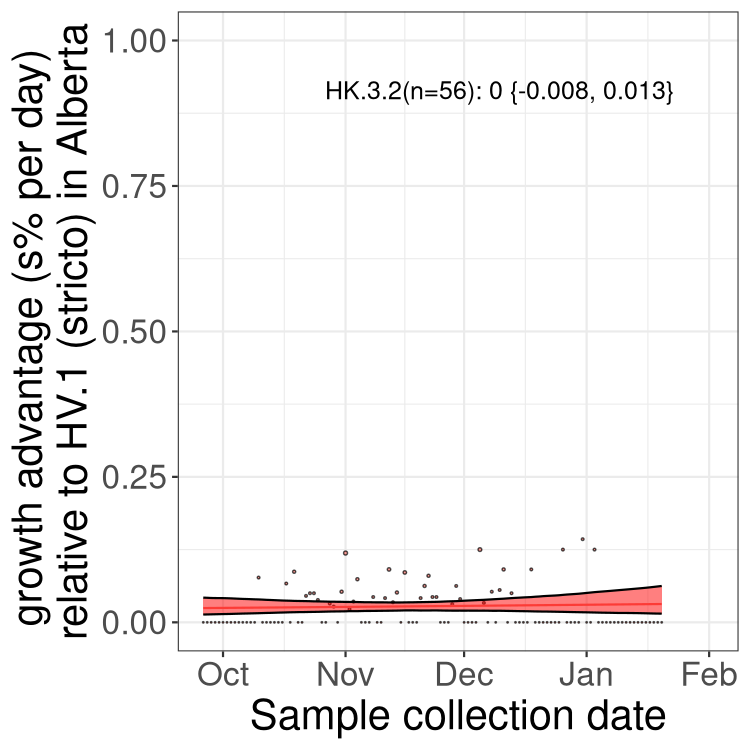 growth advantage (s% per day)
relative to HV.1 (stricto) in Alberta
1.00
0.75
0.50
0.25
0.00
HK.3.2(n=56): 0 {-0.008, 0.013}
Oct Nov Dec Jan Feb
Sample collection date